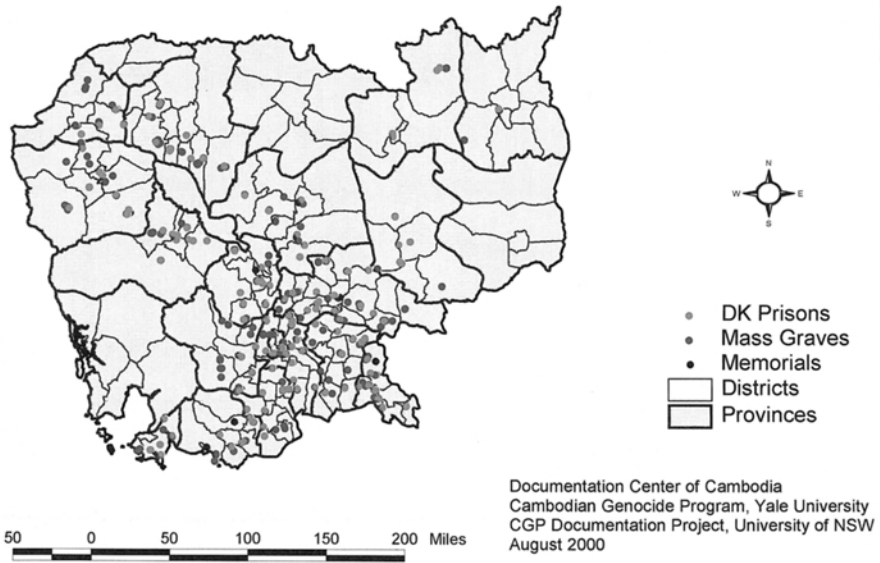 N
W E
S
DK Prisons
Mass Graves
Memorials
Districts
Provinces
Documentation Center of Cambodia
Cambodian Genocide Program, Yale University
CGP Documentation Project, University of NSW
August 2000
50 0 50 100 150 200 Miles